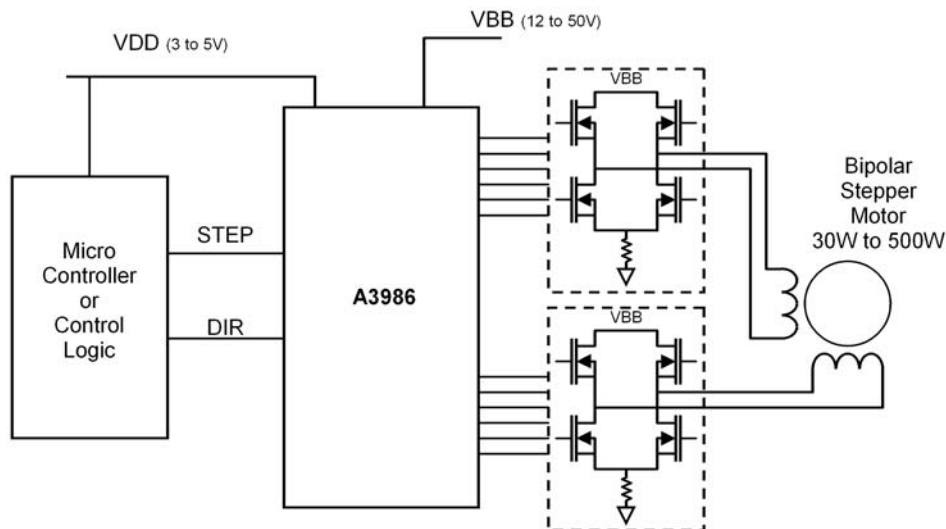 VDD (3 to 5V)
VBB (12 to 50V)
VBB
Micro
Controller
or
Control
Logic
STEP
DIR
A3986
Bipolar
Stepper
Motor
30W to 500W
VBB